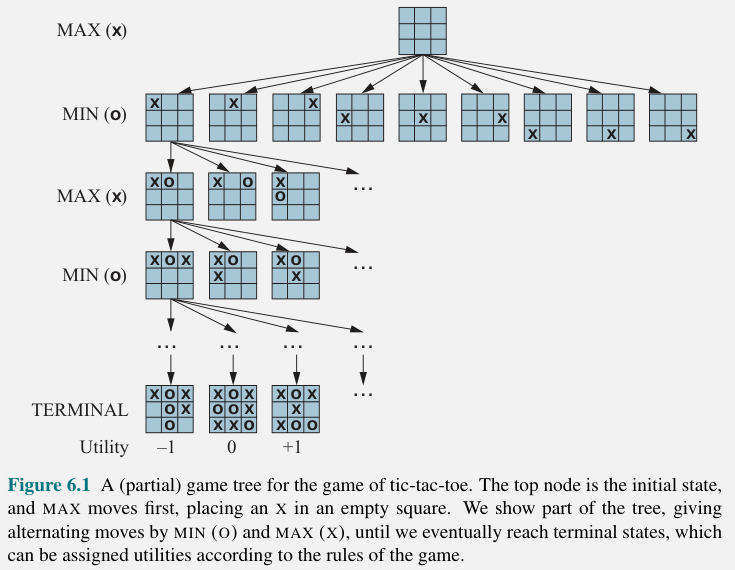 MAX (x)
MIN (o)
X X X X X X X X X
MAX (x)
X O X O X
O
...
MIN (o)
X O X X O X O
X X
...
... ... ... ...
TERMINAL
X O X X O X X O X
O X O O X X
O X X O X O O
...
Utility –1 0 +1
Figure 6.1 A (partial) game tree for the game of tic-tac-toe. The top node is the initial state,
and MAX moves first, placing an X in an empty square. We show part of the tree, giving
alternating moves by MIN (O) and MAX (X), until we eventually reach terminal states, which
can be assigned utilities according to the rules of the game.